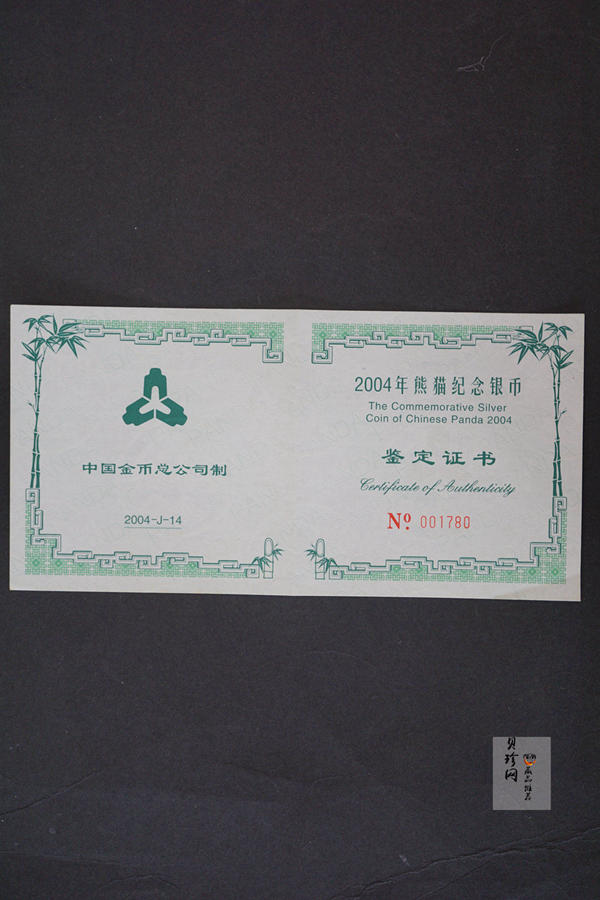 中国金币总公司制
2004-J-14
2004年熊猫纪念银币
The Commemorative Silver
Coin of Chinese Panda 2004
鉴定证书
Certificate of Authenticity
Nº. 001780
贝珍网